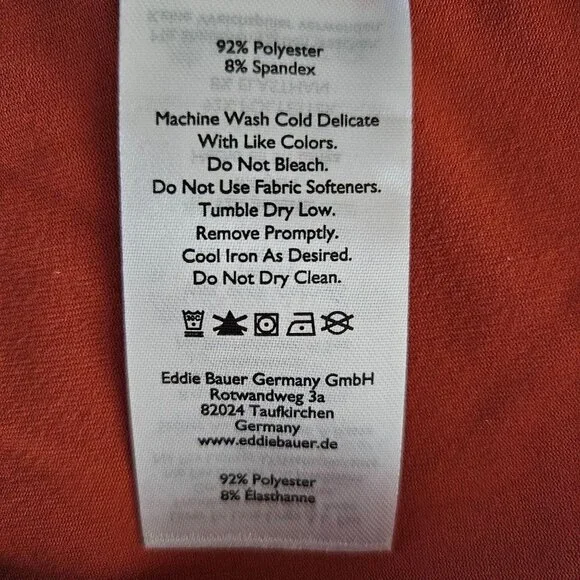 92% Polyester
8% Spandex
Machine Wash Cold Delicate
With Like Colors.
Do Not Bleach.
Do Not Use Fabric Softeners.
Tumble Dry Low.
Remove Promptly.
Cool Iron As Desired.
Do Not Dry Clean.
30C
Eddie Bauer Germany GmbH
Rotwandweg 3a
82024 Taufkirchen
Germany
www.eddiebauer.de
92% Polyester
8% Élasthanne